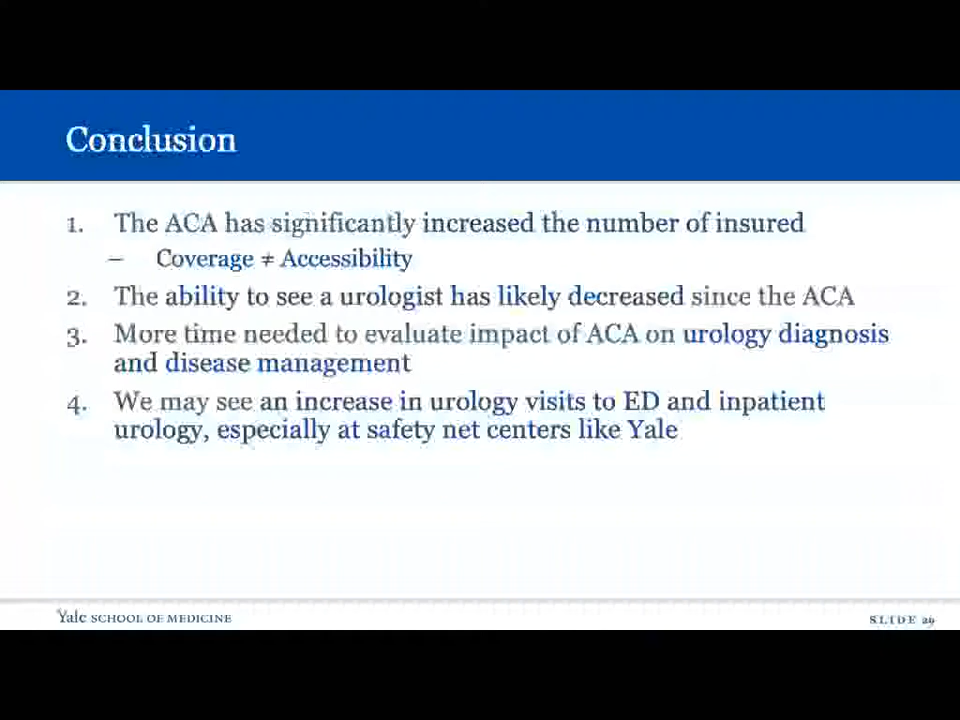 Conclusion
1. The ACA has significantly increased the number of insured
– Coverage ≠ Accessibility
2. The ability to see a urologist has likely decreased since the ACA
3. More time needed to evaluate impact of ACA on urology diagnosis
and disease management
4. We may see an increase in urology visits to ED and inpatient
urology, especially at safety net centers like Yale
Yale SCHOOL OF MEDICINE
SLIDE 29